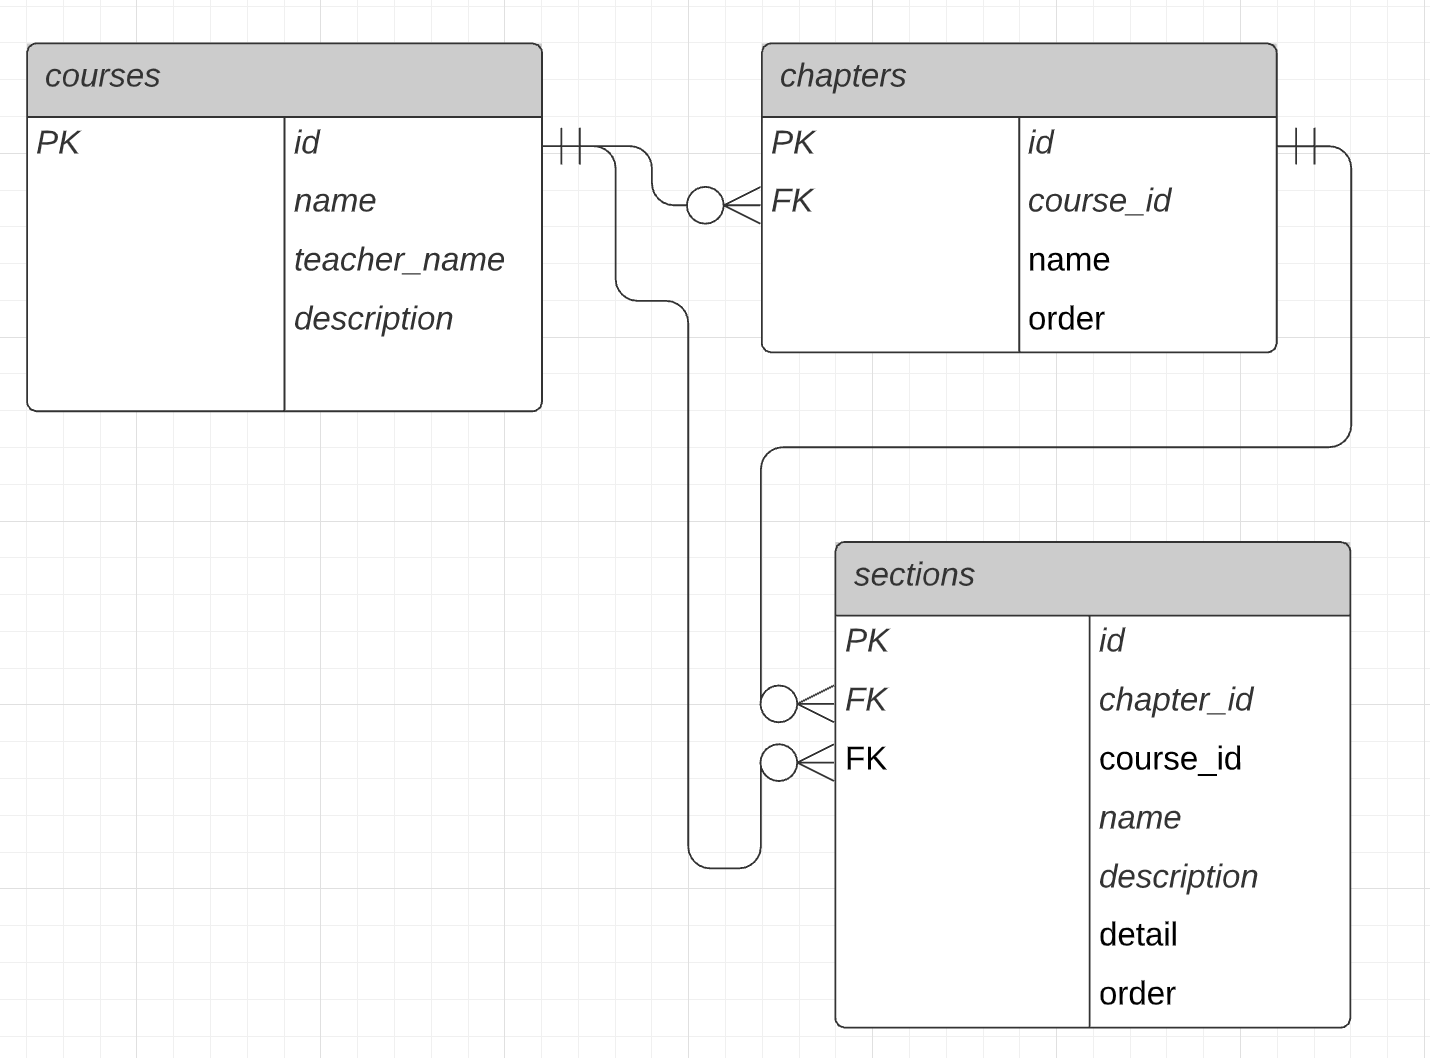 courses
PK id
name
teacher_name
description
chapters
PK id
FK course_id
name
order
sections
PK id
FK chapter_id
FK course_id
name
description
detail
order